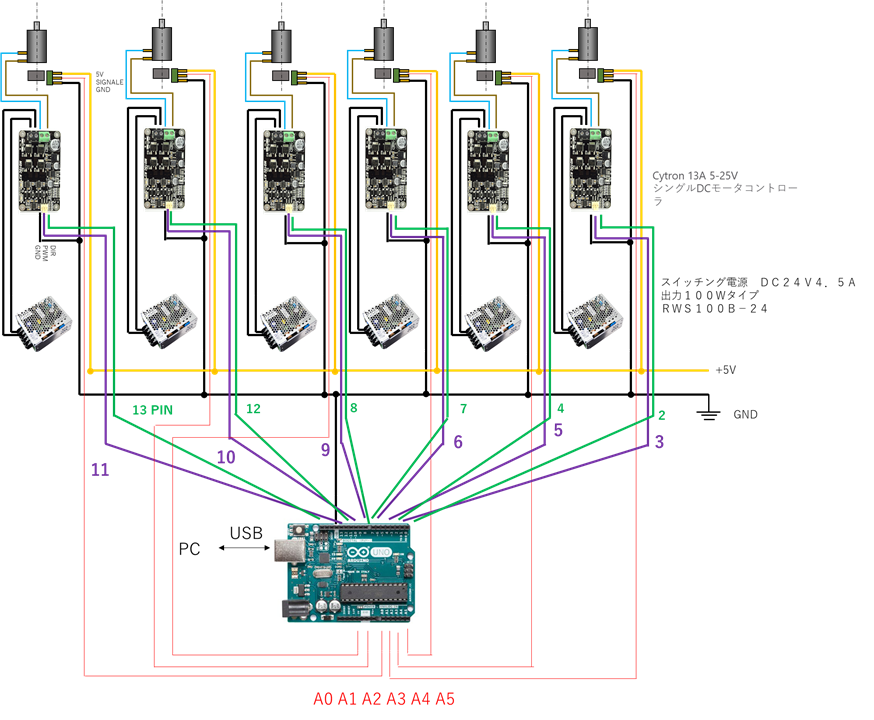 5V
SIGNALE
GND
Cytron 13A 5-25V
シングルDCモータコントロー
ラ
DIR
PWM
GND
スイッチング電源　ＤＣ２４Ｖ４．５Ａ
出力１００Ｗタイプ
ＲＷＳ１００Ｂ－２４
+5V
GND
13 PIN
12
8
7
4
2
11
10
9
6
5
3
PC
USB
UNO
ARDUINO
A0 A1 A2 A3 A4 A5